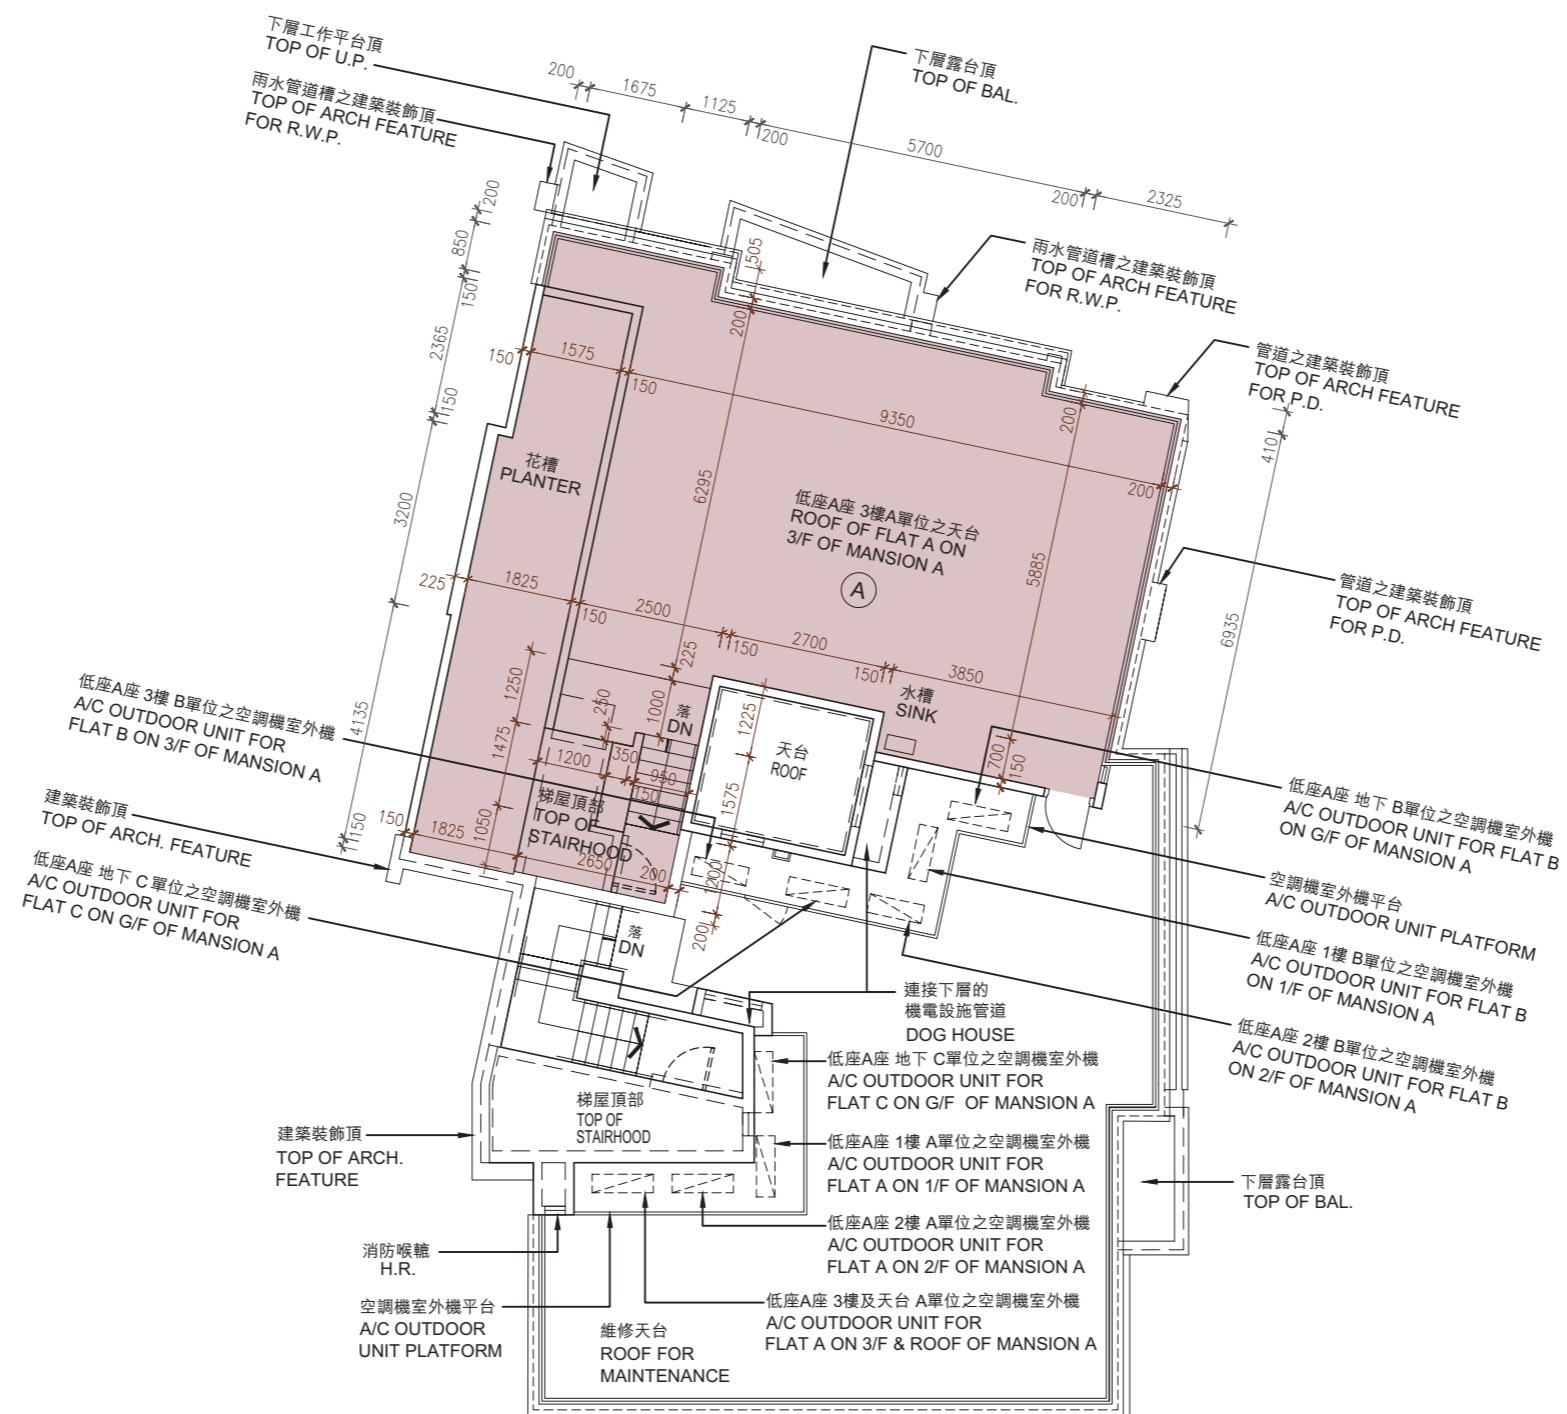 下層工作平台頂
TOP OF U.P.
雨水管道槽之建築裝飾頂
TOP OF ARCH FEATURE
FOR R.W.P.
200
1675
1125
200
5700
200
2325
下層露台頂
TOP OF BAL.
雨水管道槽之建築裝飾頂
TOP OF ARCH FEATURE
FOR R.W.P.
管道之建築裝飾頂
TOP OF ARCH FEATURE
FOR P.D.
管道之建築裝飾頂
TOP OF ARCH FEATURE
FOR P.D.
200
850
150
2365
150
3200
4135
150
505
200
150
1575
150
9350
200
200
410
6935
花槽
PLANTER
6295
低座A座 3樓A單位之天台
ROOF OF FLAT A ON
3/F OF MANSION A
A
5885
225
1825
150
2500
150
2700
150
3850
225
1250
250
1000
1475
落
DN
1225
水槽
SINK
天台
ROOF
700
150
1200
350
950
150
1575
梯屋頂部
TOP OF
STAIRHOOD
150
1825
1050
2650
200
1200
200
低座A座 3樓 B單位之空調機室外機
A/C OUTDOOR UNIT FOR
FLAT B ON 3/F OF MANSION A
建築裝飾頂
TOP OF ARCH. FEATURE
低座A座 地下 C單位之空調機室外機
A/C OUTDOOR UNIT FOR
FLAT C ON G/F OF MANSION A
低座A座 地下 B單位之空調機室外機
A/C OUTDOOR UNIT FOR FLAT B
ON G/F OF MANSION A
空調機室外機平台
A/C OUTDOOR UNIT PLATFORM
低座A座 1樓 B單位之空調機室外機
A/C OUTDOOR UNIT FOR FLAT B
ON 1/F OF MANSION A
低座A座 2樓 B單位之空調機室外機
A/C OUTDOOR UNIT FOR FLAT B
ON 2/F OF MANSION A
落
DN
連接下層的
機電設施管道
DOG HOUSE
低座A座 地下 C單位之空調機室外機
A/C OUTDOOR UNIT FOR
FLAT C ON G/F OF MANSION A
梯屋頂部
TOP OF
STAIRHOOD
建築裝飾頂
TOP OF ARCH.
FEATURE
低座A座 1樓 A單位之空調機室外機
A/C OUTDOOR UNIT FOR
FLAT A ON 1/F OF MANSION A
下層露台頂
TOP OF BAL.
低座A座 2樓 A單位之空調機室外機
A/C OUTDOOR UNIT FOR
FLAT A ON 2/F OF MANSION A
消防喉轆
H.R.
空調機室外機平台
A/C OUTDOOR
UNIT PLATFORM
維修天台
ROOF FOR
MAINTENANCE
低座A座 3樓及天台 A單位之空調機室外機
A/C OUTDOOR UNIT FOR
FLAT A ON 3/F & ROOF OF MANSION A